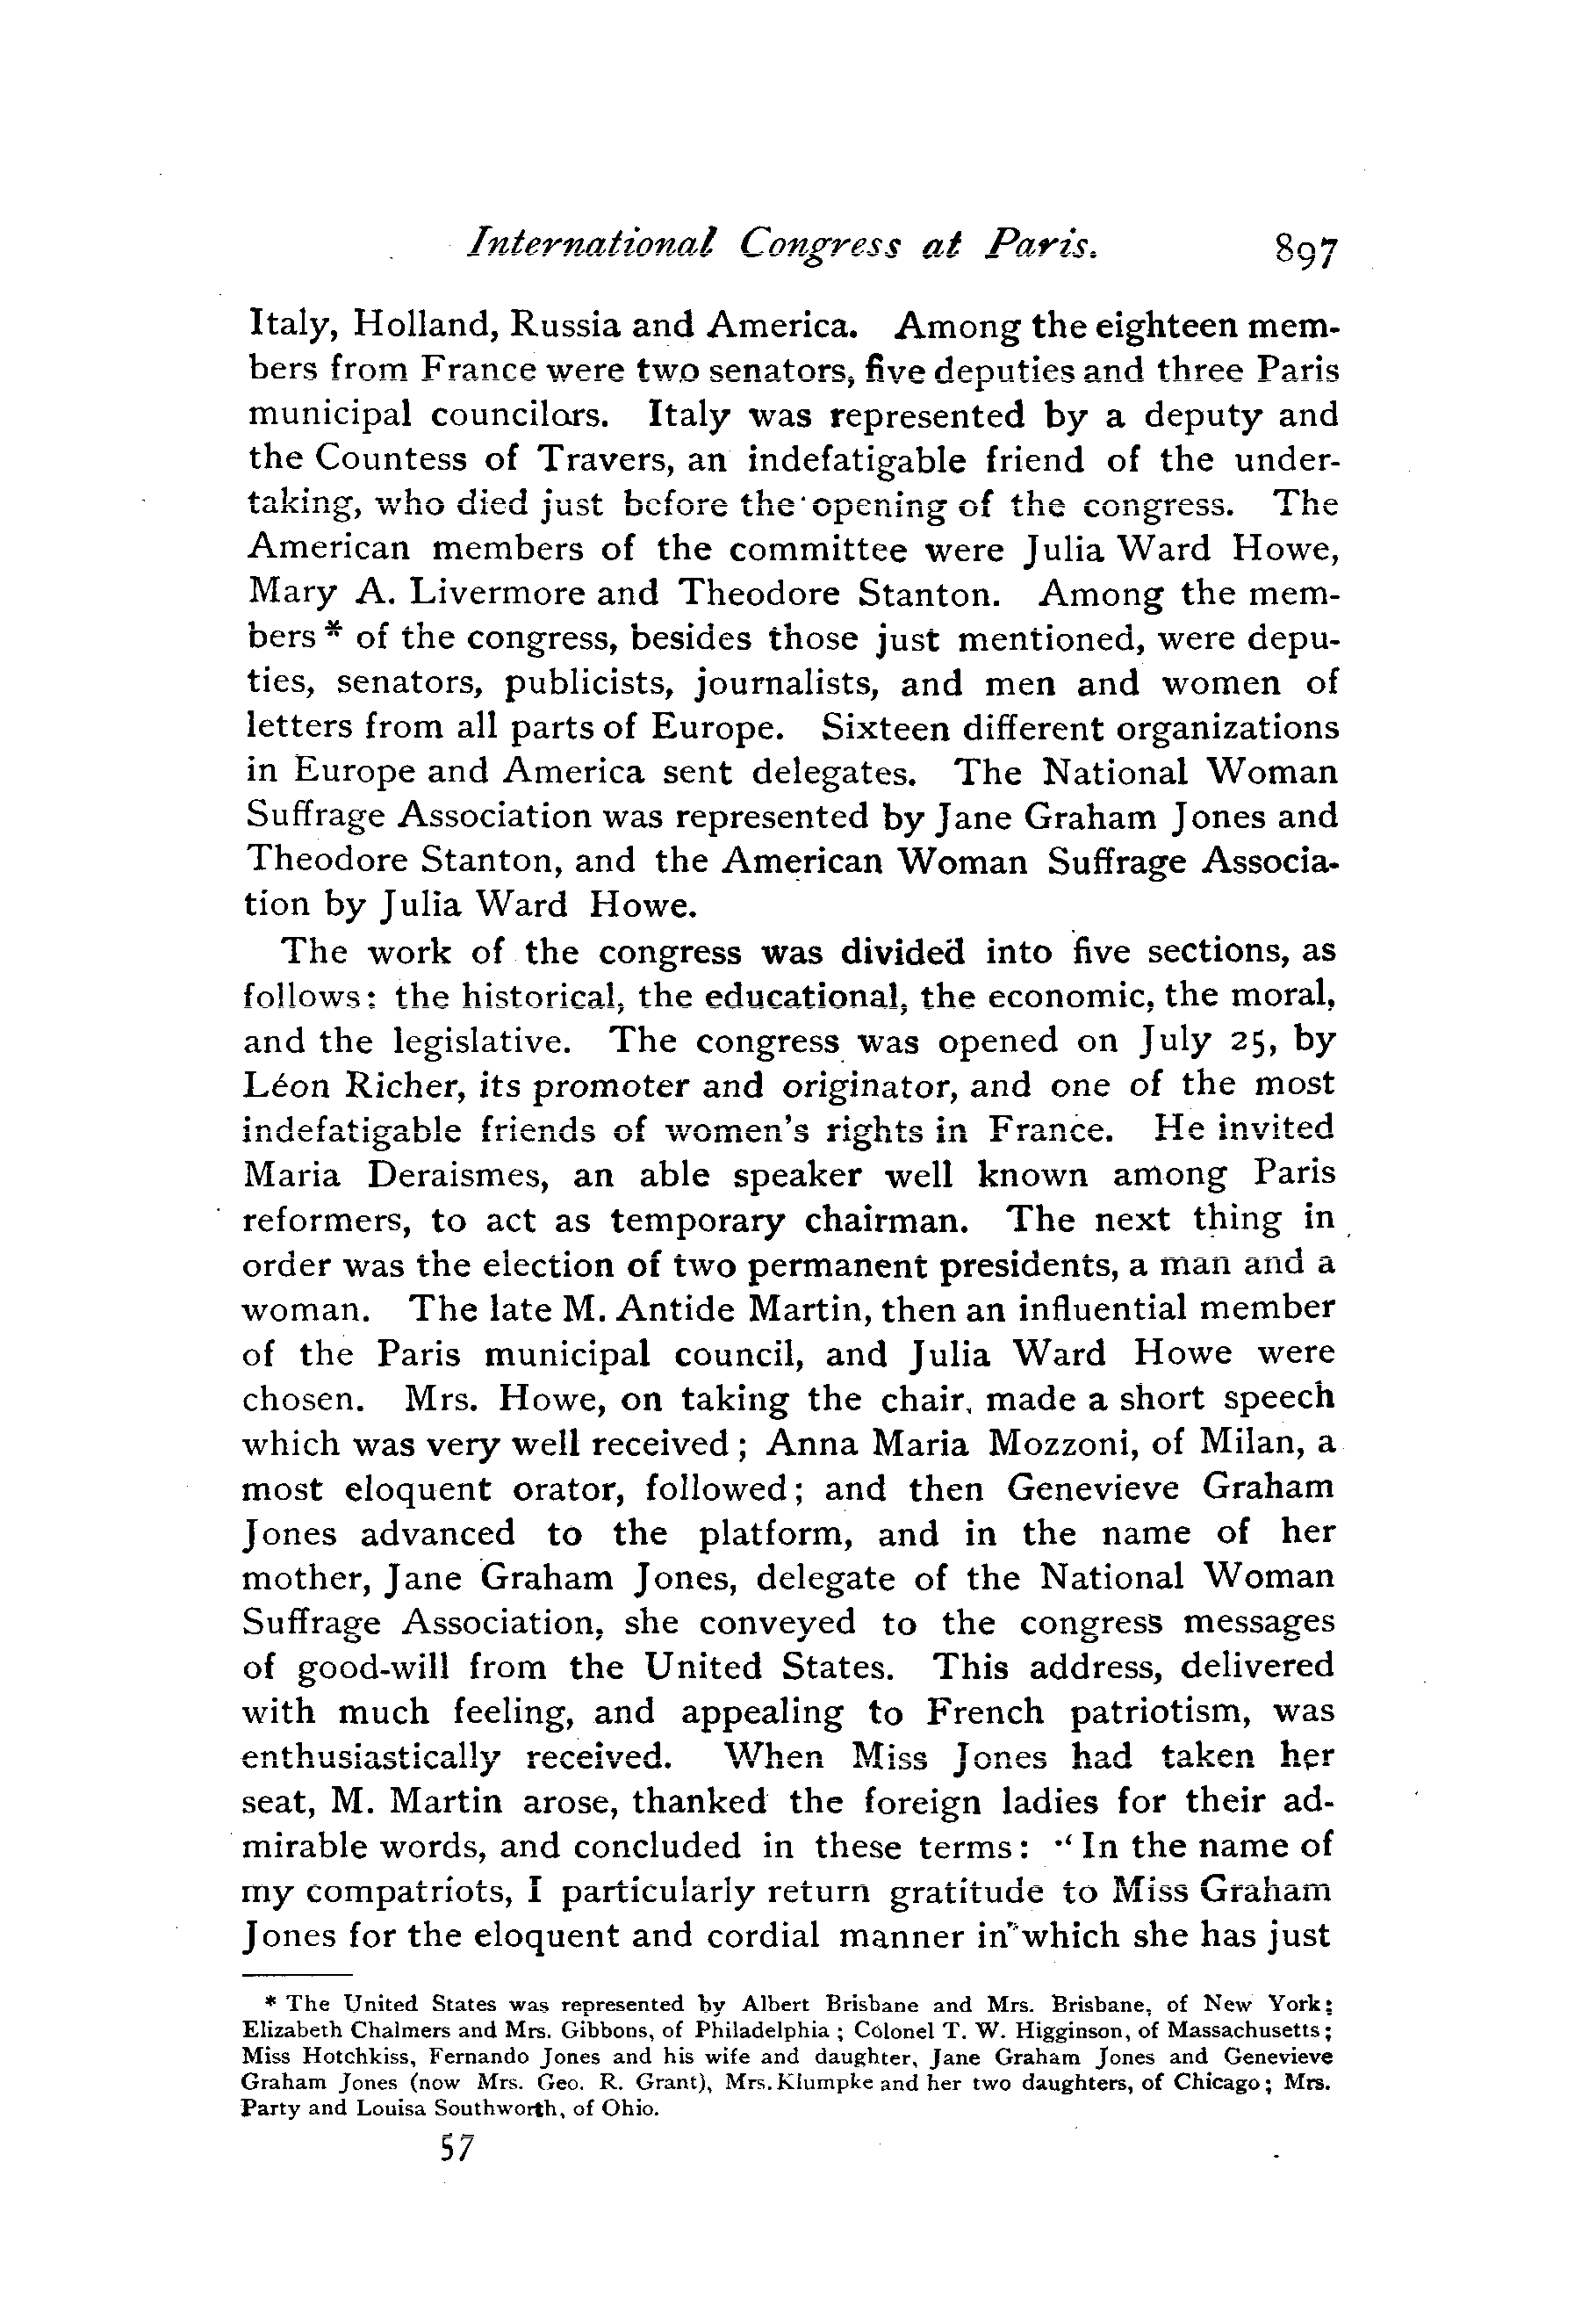 International Congress at Paris. 897
Italy, Holland, Russia and America. Among the eighteen mem-
bers from France were two senators, five deputies and three Paris
municipal councilors. Italy was represented by a deputy and
the Countess of Travers, an indefatigable friend of the under-
taking, who died just before the opening of the congress. The
American members of the committee were Julia Ward Howe,
Mary A. Livermore and Theodore Stanton. Among the mem-
bers * of the congress, besides those just mentioned, were depu-
ties, senators, publicists, journalists, and men and women of
letters from all parts of Europe. Sixteen different organizations
in Europe and America sent delegates. The National Woman
Suffrage Association was represented by Jane Graham Jones and
Theodore Stanton, and the American Woman Suffrage Associa-
tion by Julia Ward Howe.
The work of the congress was divided into five sections, as
follows: the historical, the educational, the economic, the moral,
and the legislative. The congress was opened on July 25, by
Léon Richer, its promoter and originator, and one of the most
indefatigable friends of women's rights in France. He invited
Maria Deraismes, an able speaker well known among Paris
reformers, to act as temporary chairman. The next thing in
order was the election of two permanent presidents, a man and a
woman. The late M. Antide Martin, then an influential member
of the Paris municipal council, and Julia Ward Howe were
chosen. Mrs. Howe, on taking the chair, made a short speech
which was very well received; Anna Maria Mozzoni, of Milan, a
most eloquent orator, followed; and then Genevieve Graham
Jones advanced to the platform, and in the name of her
mother, Jane Graham Jones, delegate of the National Woman
Suffrage Association, she conveyed to the congress messages
of good-will from the United States. This address, delivered
with much feeling, and appealing to French patriotism, was
enthusiastically received. When Miss Jones had taken her
seat, M. Martin arose, thanked the foreign ladies for their ad-
mirable words, and concluded in these terms: "In the name of
my compatriots, I particularly return gratitude to Miss Graham
Jones for the eloquent and cordial manner in which she has just
* The United States was represented by Albert Brisbane and Mrs. Brisbane, of New York;
Elizabeth Chalmers and Mrs. Gibbons, of Philadelphia; Colonel T. W. Higginson, of Massachusetts;
Miss Hotchkiss, Fernando Jones and his wife and daughter, Jane Graham Jones and Genevieve
Graham Jones (now Mrs. Geo. R. Grant), Mrs. Klumpke and her two daughters, of Chicago; Mrs.
Party and Louisa Southworth, of Ohio.
57